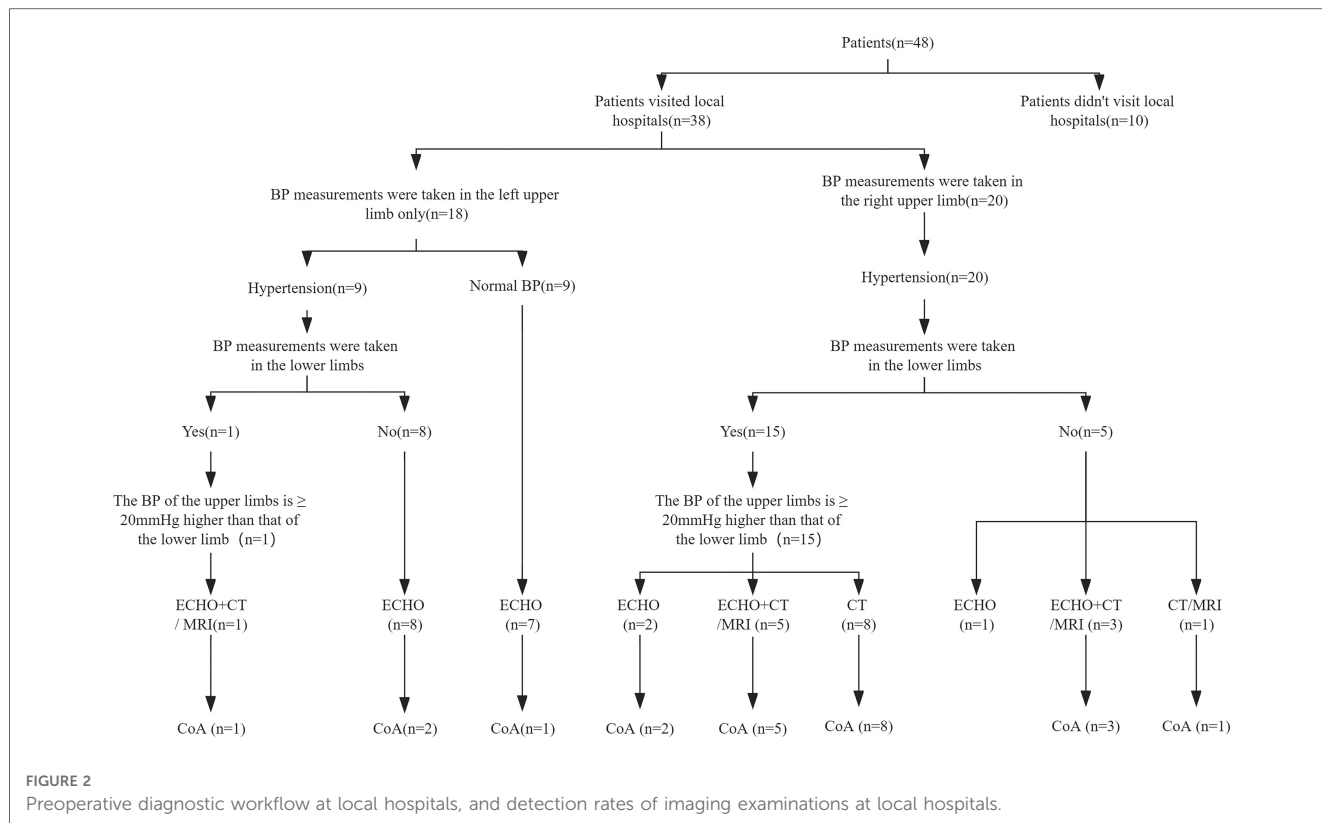 Patients(n=48)
Patients visited local
hospitals(n=38)
Patients didn't visit local
hospitals(n=10)
BP measurements were taken in the left upper
limb only(n=18)
BP measurements were taken in
the right upper limb(n=20)
Hypertension(n=9)
Normal BP(n=9)
Hypertension(n=20)
BP measurements were taken
in the lower limbs
BP measurements were taken
in the lower limbs
Yes(n=1)
No(n=8)
Yes(n=15)
No(n=5)
The BP of the upper limbs is ≥
20mmHg higher than that of
the lower limb (n=1)
The BP of the upper limbs is ≥
20mmHg higher than that of
the lower limb (n=15)
ECHO+CT
/ MRI(n=1)
ECHO
(n=8)
ECHO
(n=7)
ECHO
(n=2)
ECHO+CT
/MRI (n=5)
CT
(n=8)
ECHO
(n=1)
ECHO+CT
/MRI (n=3)
CT/MRI
(n=1)
CoA (n=1)
CoA(n=2)
CoA(n=1)
CoA (n=2)
CoA (n=5)
CoA (n=8)
CoA (n=3)
CoA (n=1)
FIGURE 2
Preoperative diagnostic workflow at local hospitals, and detection rates of imaging examinations at local hospitals.